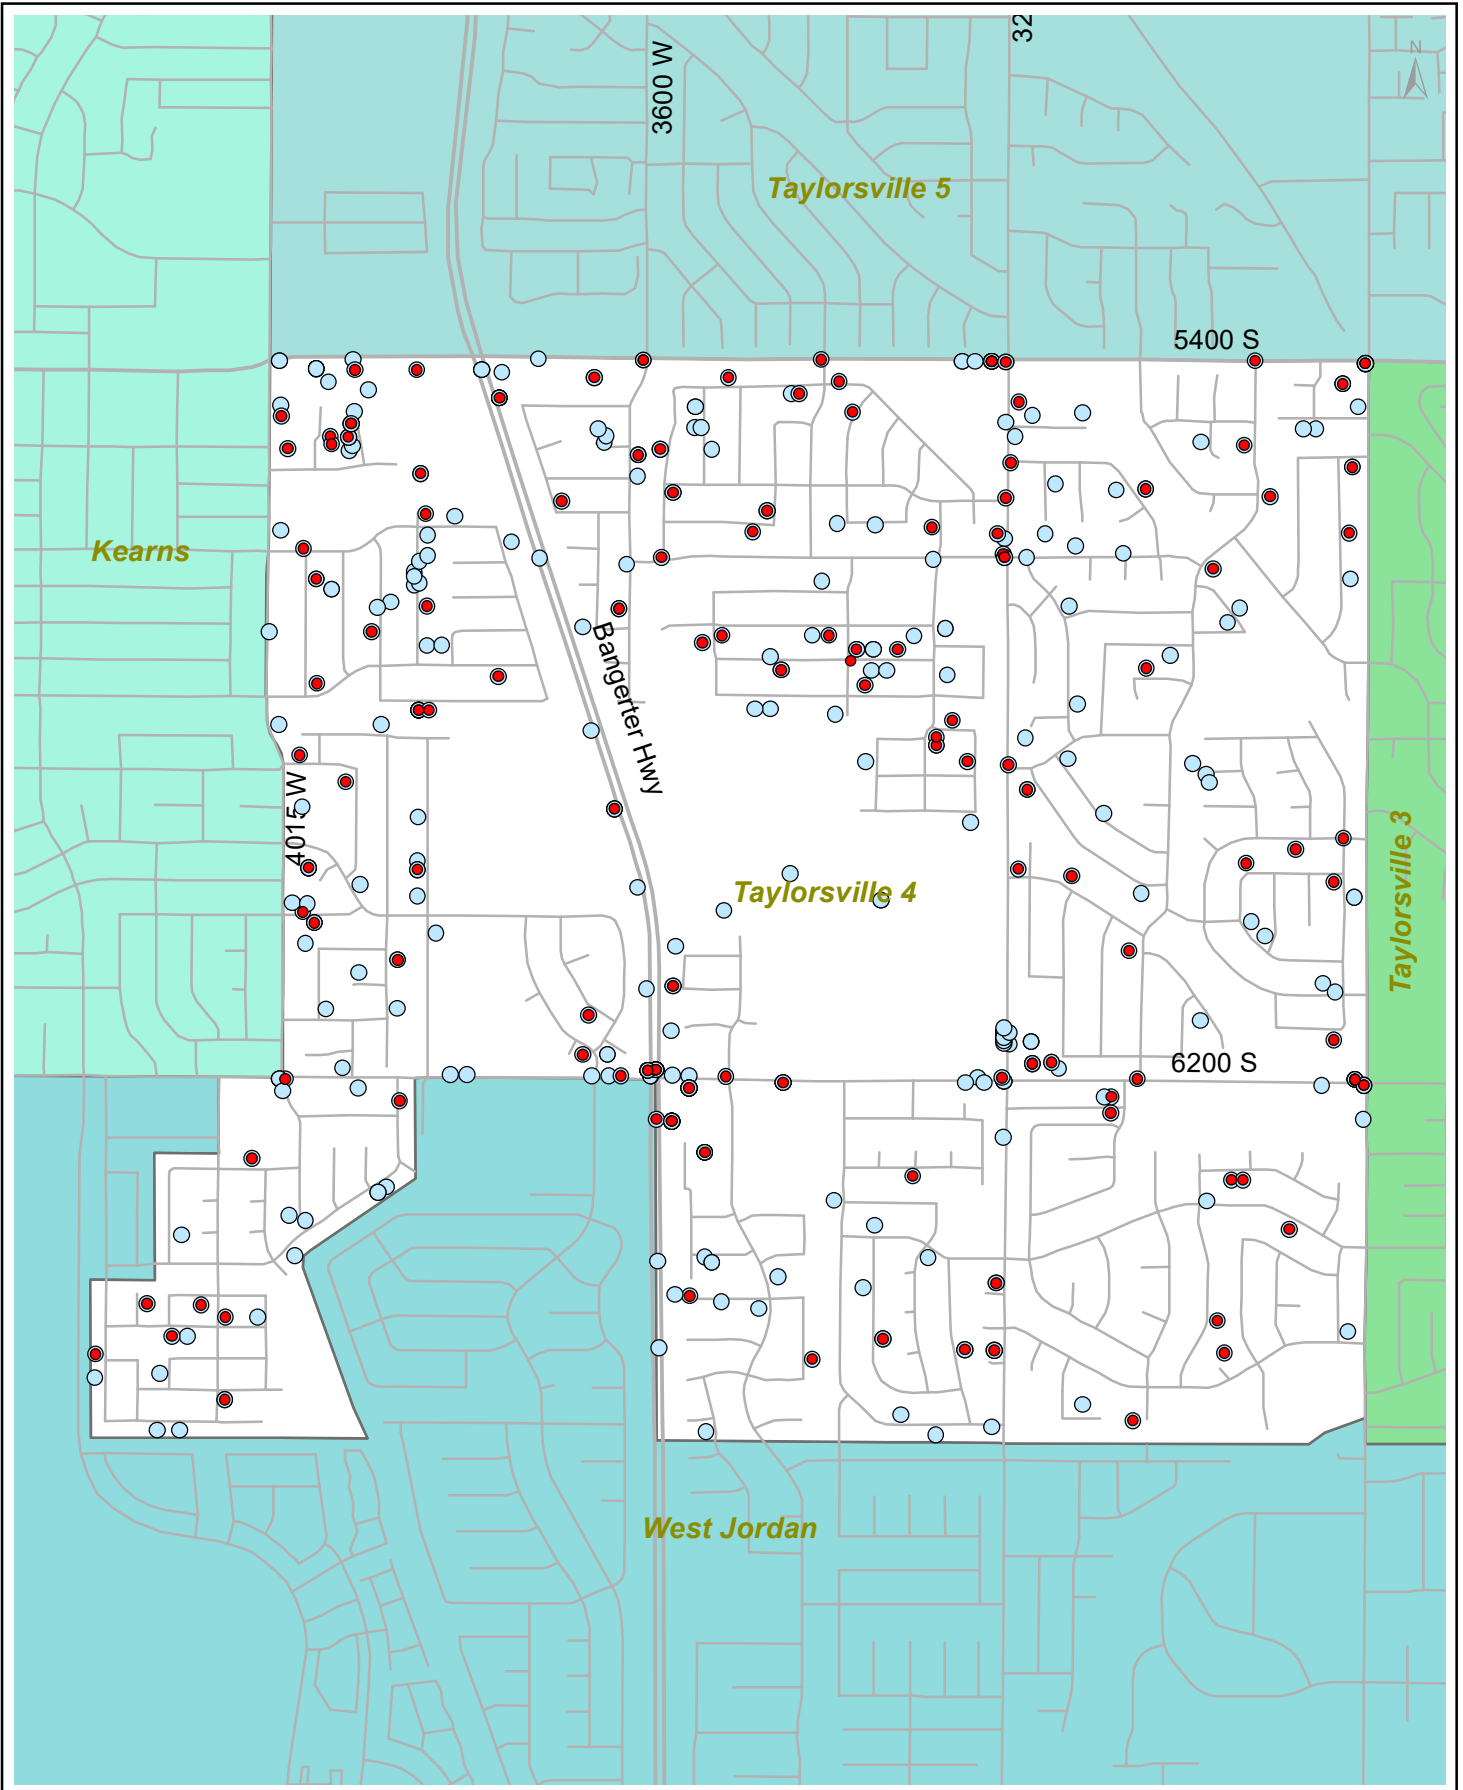 32
N
3600 W
Taylorsville 5
5400 S
Kearns
Bangerter Hwy
4015 W
Taylorsville 4
Taylorsville 3
6200 S
West Jordan